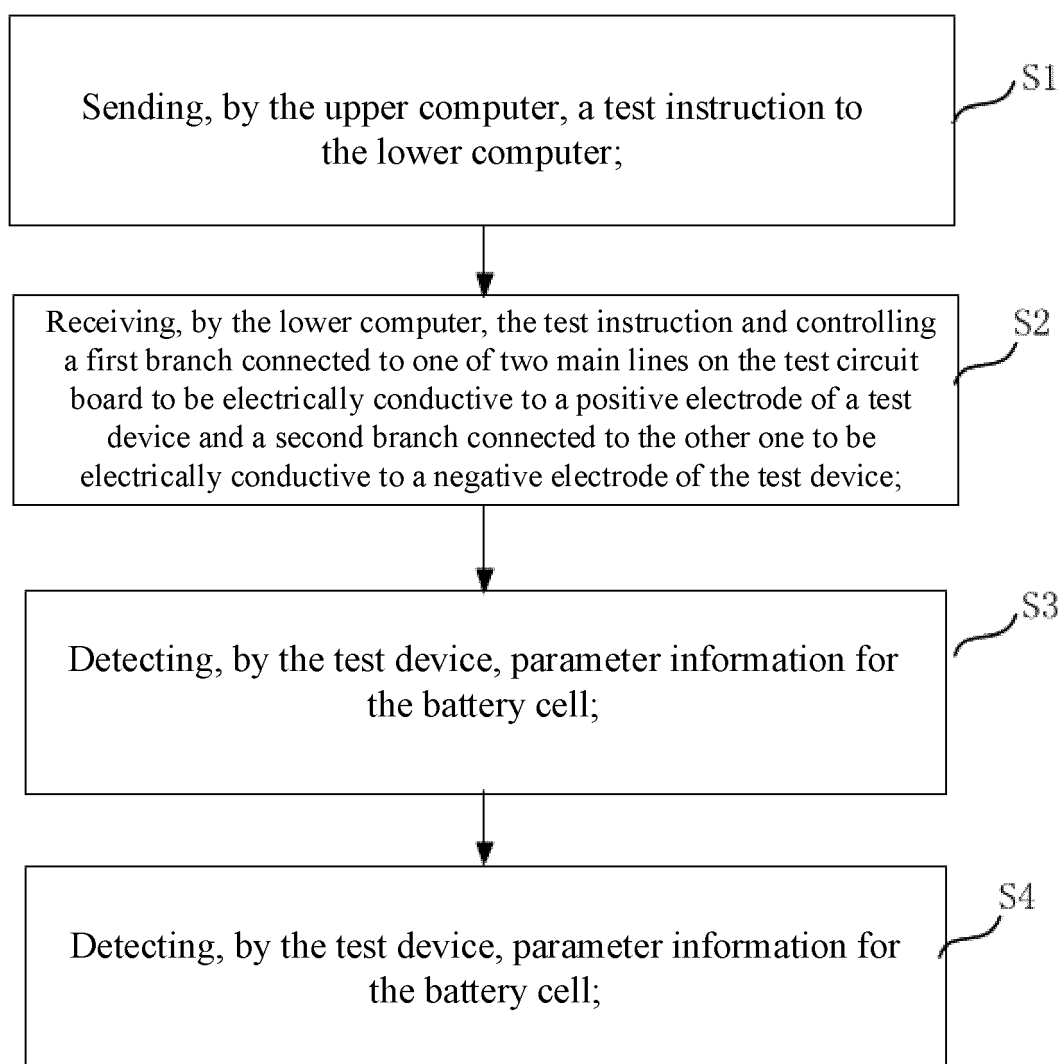 Sending, by the upper computer, a test instruction to
the lower computer;
S1
Receiving, by the lower computer, the test instruction and controlling
a first branch connected to one of two main lines on the test circuit
board to be electrically conductive to a positive electrode of a test
device and a second branch connected to the other one to be
electrically conductive to a negative electrode of the test device;
S2
Detecting, by the test device, parameter information for
the battery cell;
S3
Detecting, by the test device, parameter information for
the battery cell;
S4